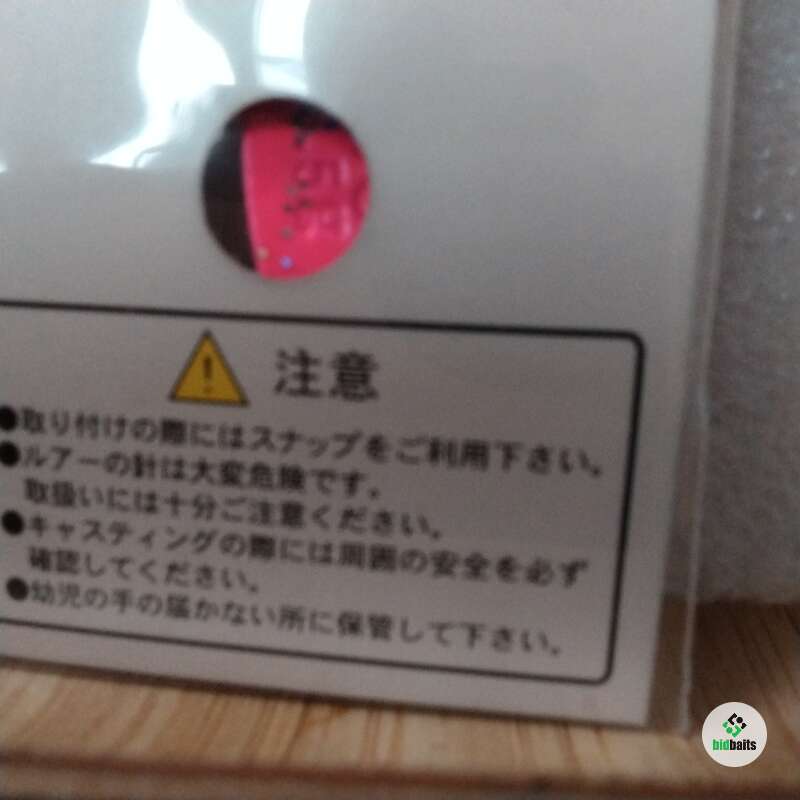 注意
●取り付けの際にはスナップをご利用下さい。
●ルアーの針は大変危険です。
取扱いには十分ご注意ください。
●キャスティングの際には周囲の安全を必ず
確認してください。
●幼児の手の届かない所に保管して下さい。
bidbaits